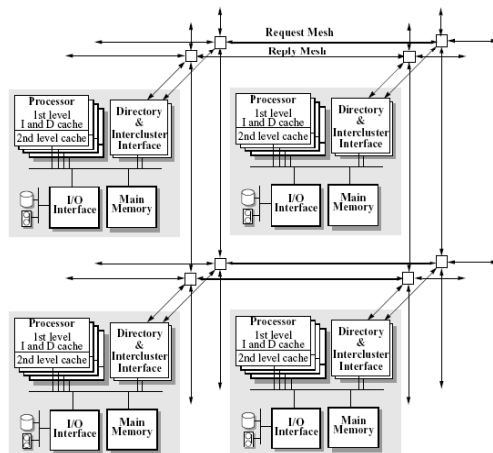 Request Mesh
Reply Mesh
Processor
1st level
I and D cache
2nd level cache
Directory
&
Intercluster
Interface
I/O
Interface
Main
Memory
Processor
1st level
I and D cache
2nd level cache
Directory
&
Intercluster
Interface
I/O
Interface
Main
Memory
Processor
1st level
I and D cache
2nd level cache
Directory
&
Intercluster
Interface
I/O
Interface
Main
Memory
Processor
1st level
I and D cache
2nd level cache
Directory
&
Intercluster
Interface
I/O
Interface
Main
Memory